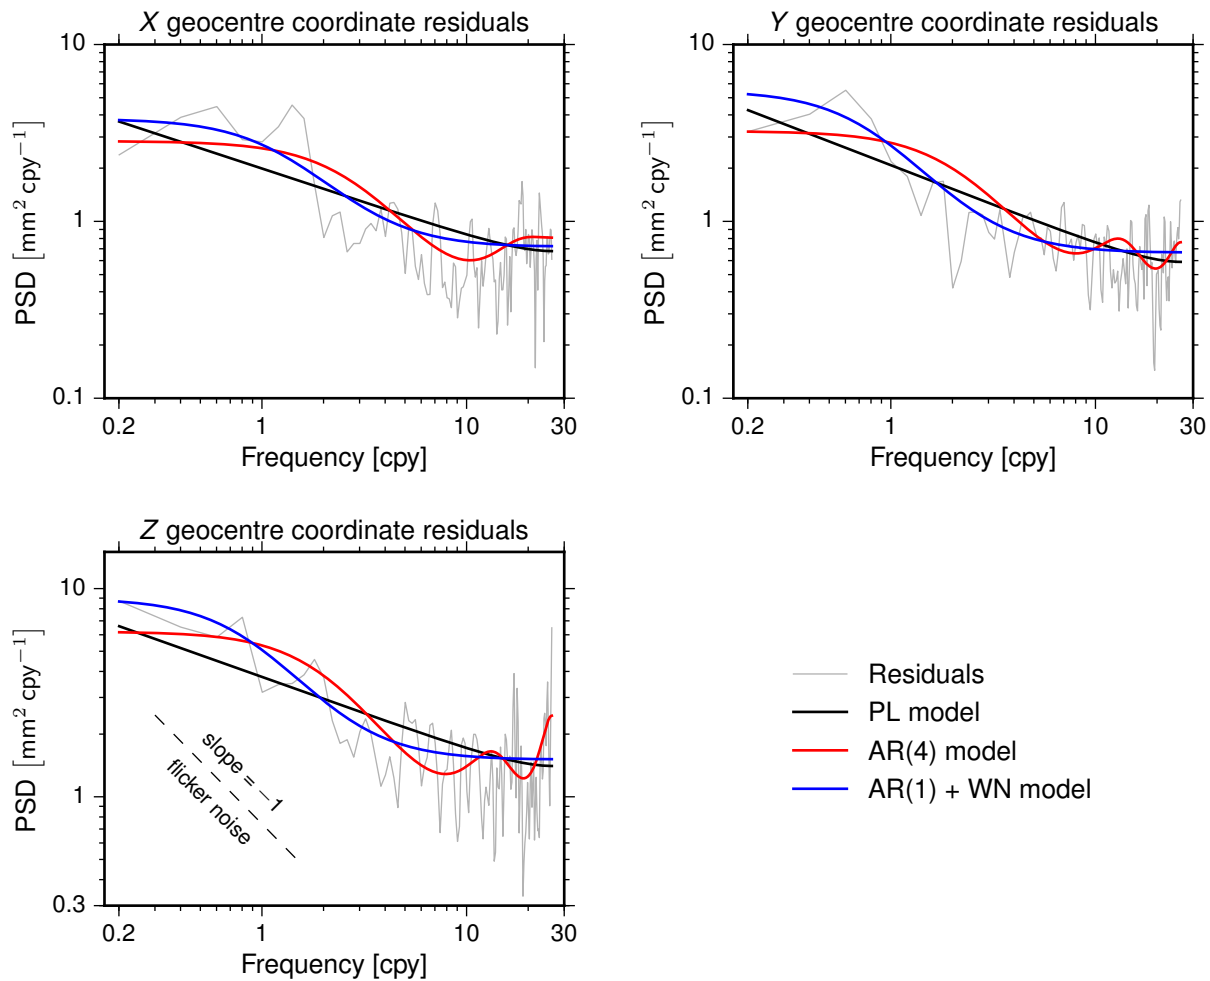 X geocentre coordinate residuals
10
1
0.1
PSD [mm² cpy⁻¹]
0.2 1 10 30
Frequency [cpy]
Y geocentre coordinate residuals
10
1
0.1
PSD [mm² cpy⁻¹]
0.2 1 10 30
Frequency [cpy]
Z geocentre coordinate residuals
10
1
0.3
PSD [mm² cpy⁻¹]
slope = −1
flicker noise
0.2 1 10 30
Frequency [cpy]
Residuals
PL model
AR(4) model
AR(1) + WN model